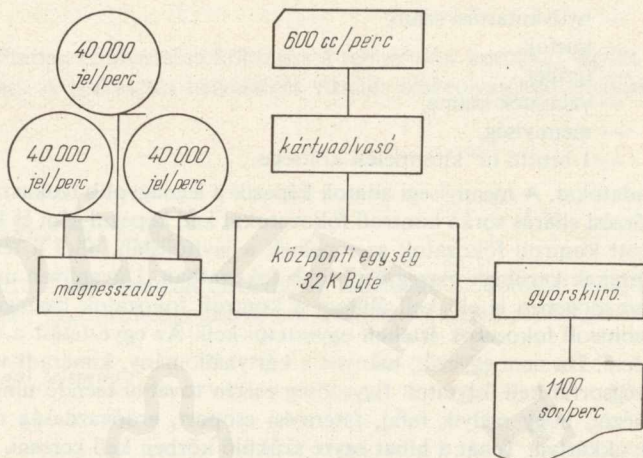 40 000
jel/perc
40 000
jel/perc
40 000
jel/perc
mágnesszalag
600 cc/perc
kártyaolvasó
központi egység
32 K Byte
gyorskiíró
1100
sor/perc